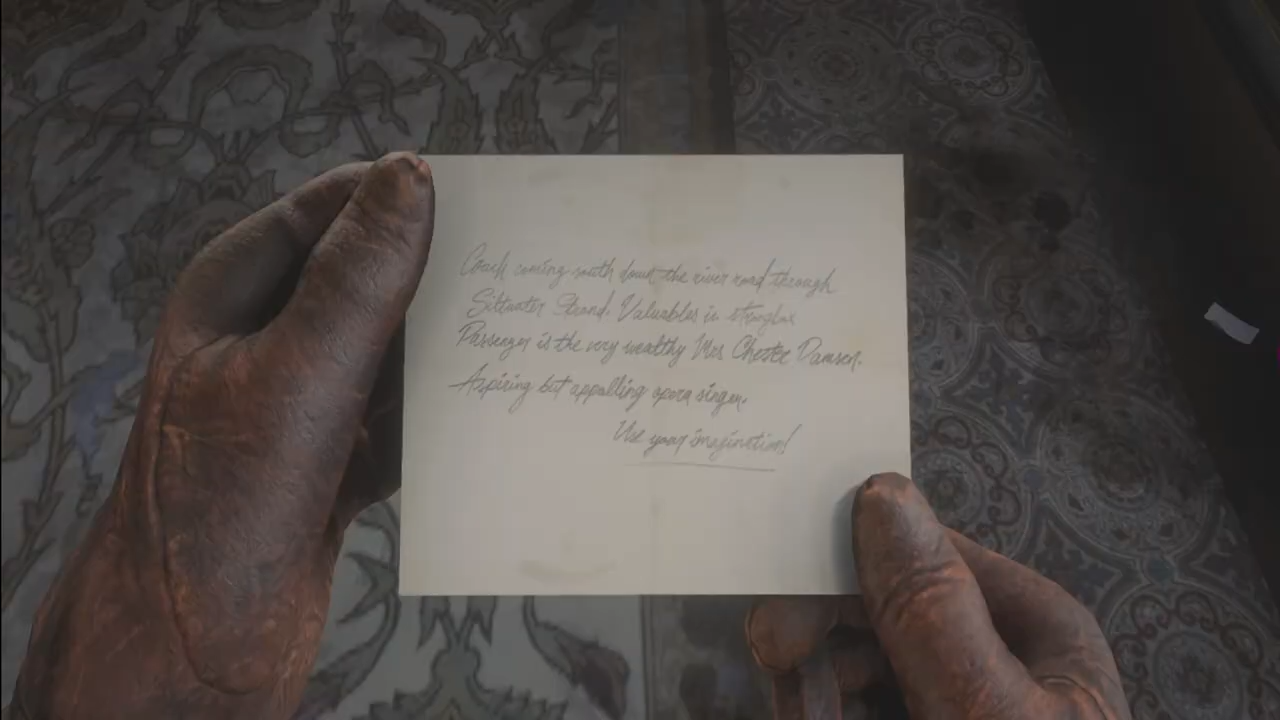 Coach coming south down the river road through
Siltwater Strand. Valuables in strongbox
Passenger is the very wealthy Mrs Chester Damsen.
Aspiring but appalling opera singer.
Use your imagination!